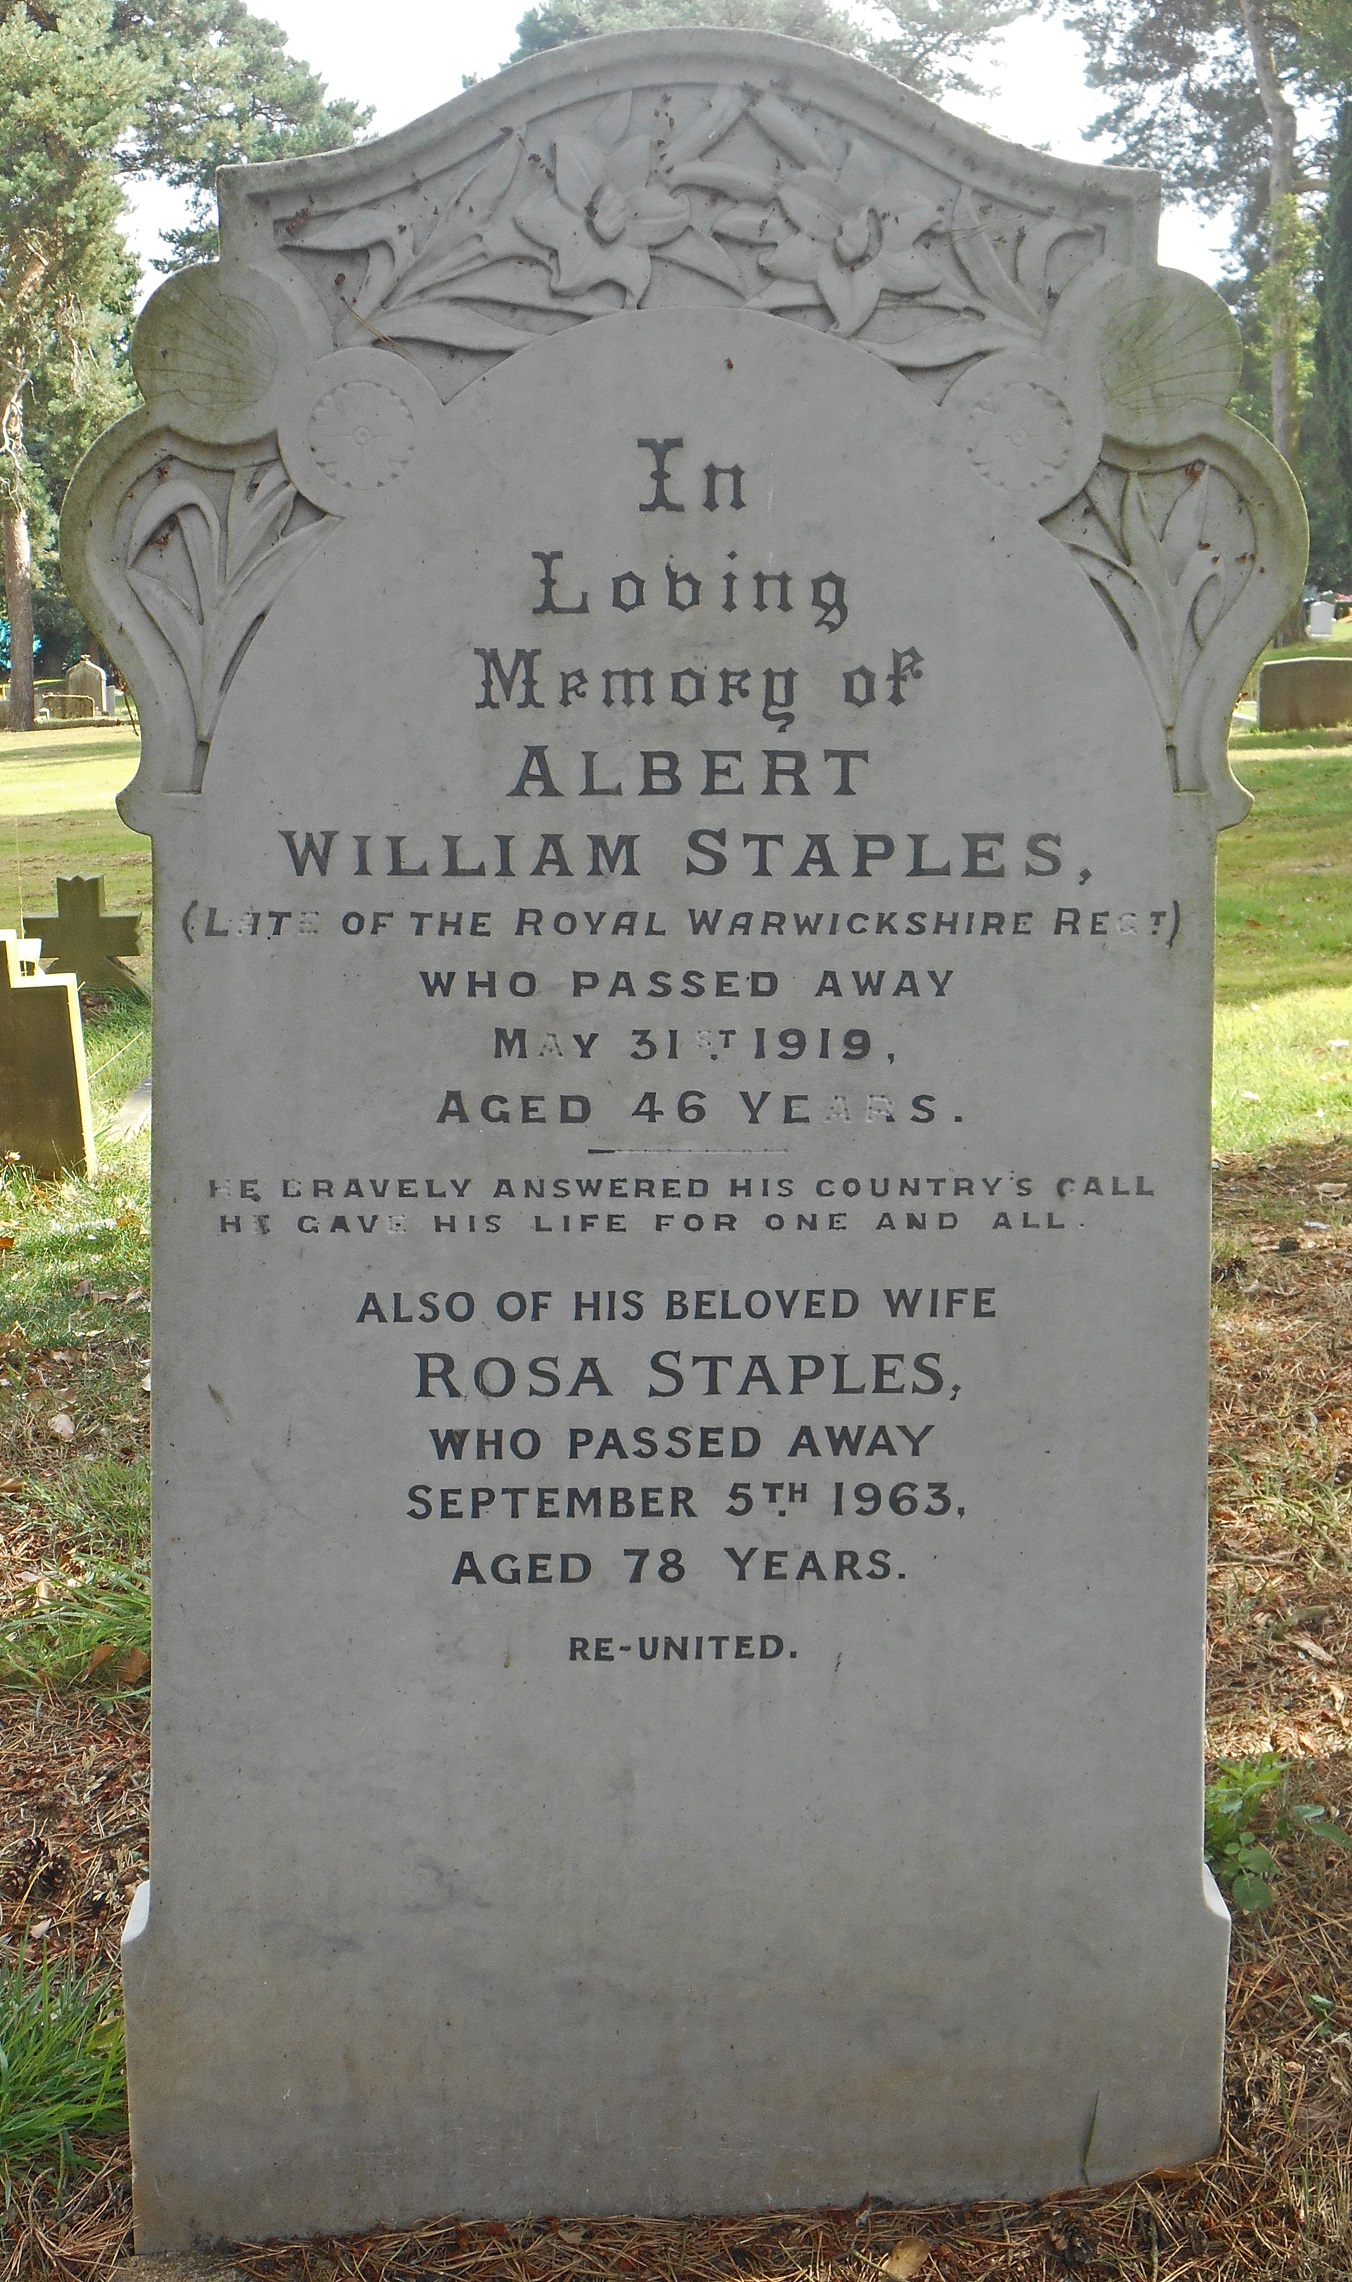 In
Loving
Memory of
ALBERT
WILLIAM STAPLES,
(LATE OF THE ROYAL WARWICKSHIRE REGT)
WHO PASSED AWAY
MAY 31ST 1919,
AGED 46 YEARS.
HE BRAVELY ANSWERED HIS COUNTRY'S CALL
HE GAVE HIS LIFE FOR ONE AND ALL.
ALSO OF HIS BELOVED WIFE
ROSA STAPLES,
WHO PASSED AWAY
SEPTEMBER 5TH 1963,
AGED 78 YEARS.
RE-UNITED.